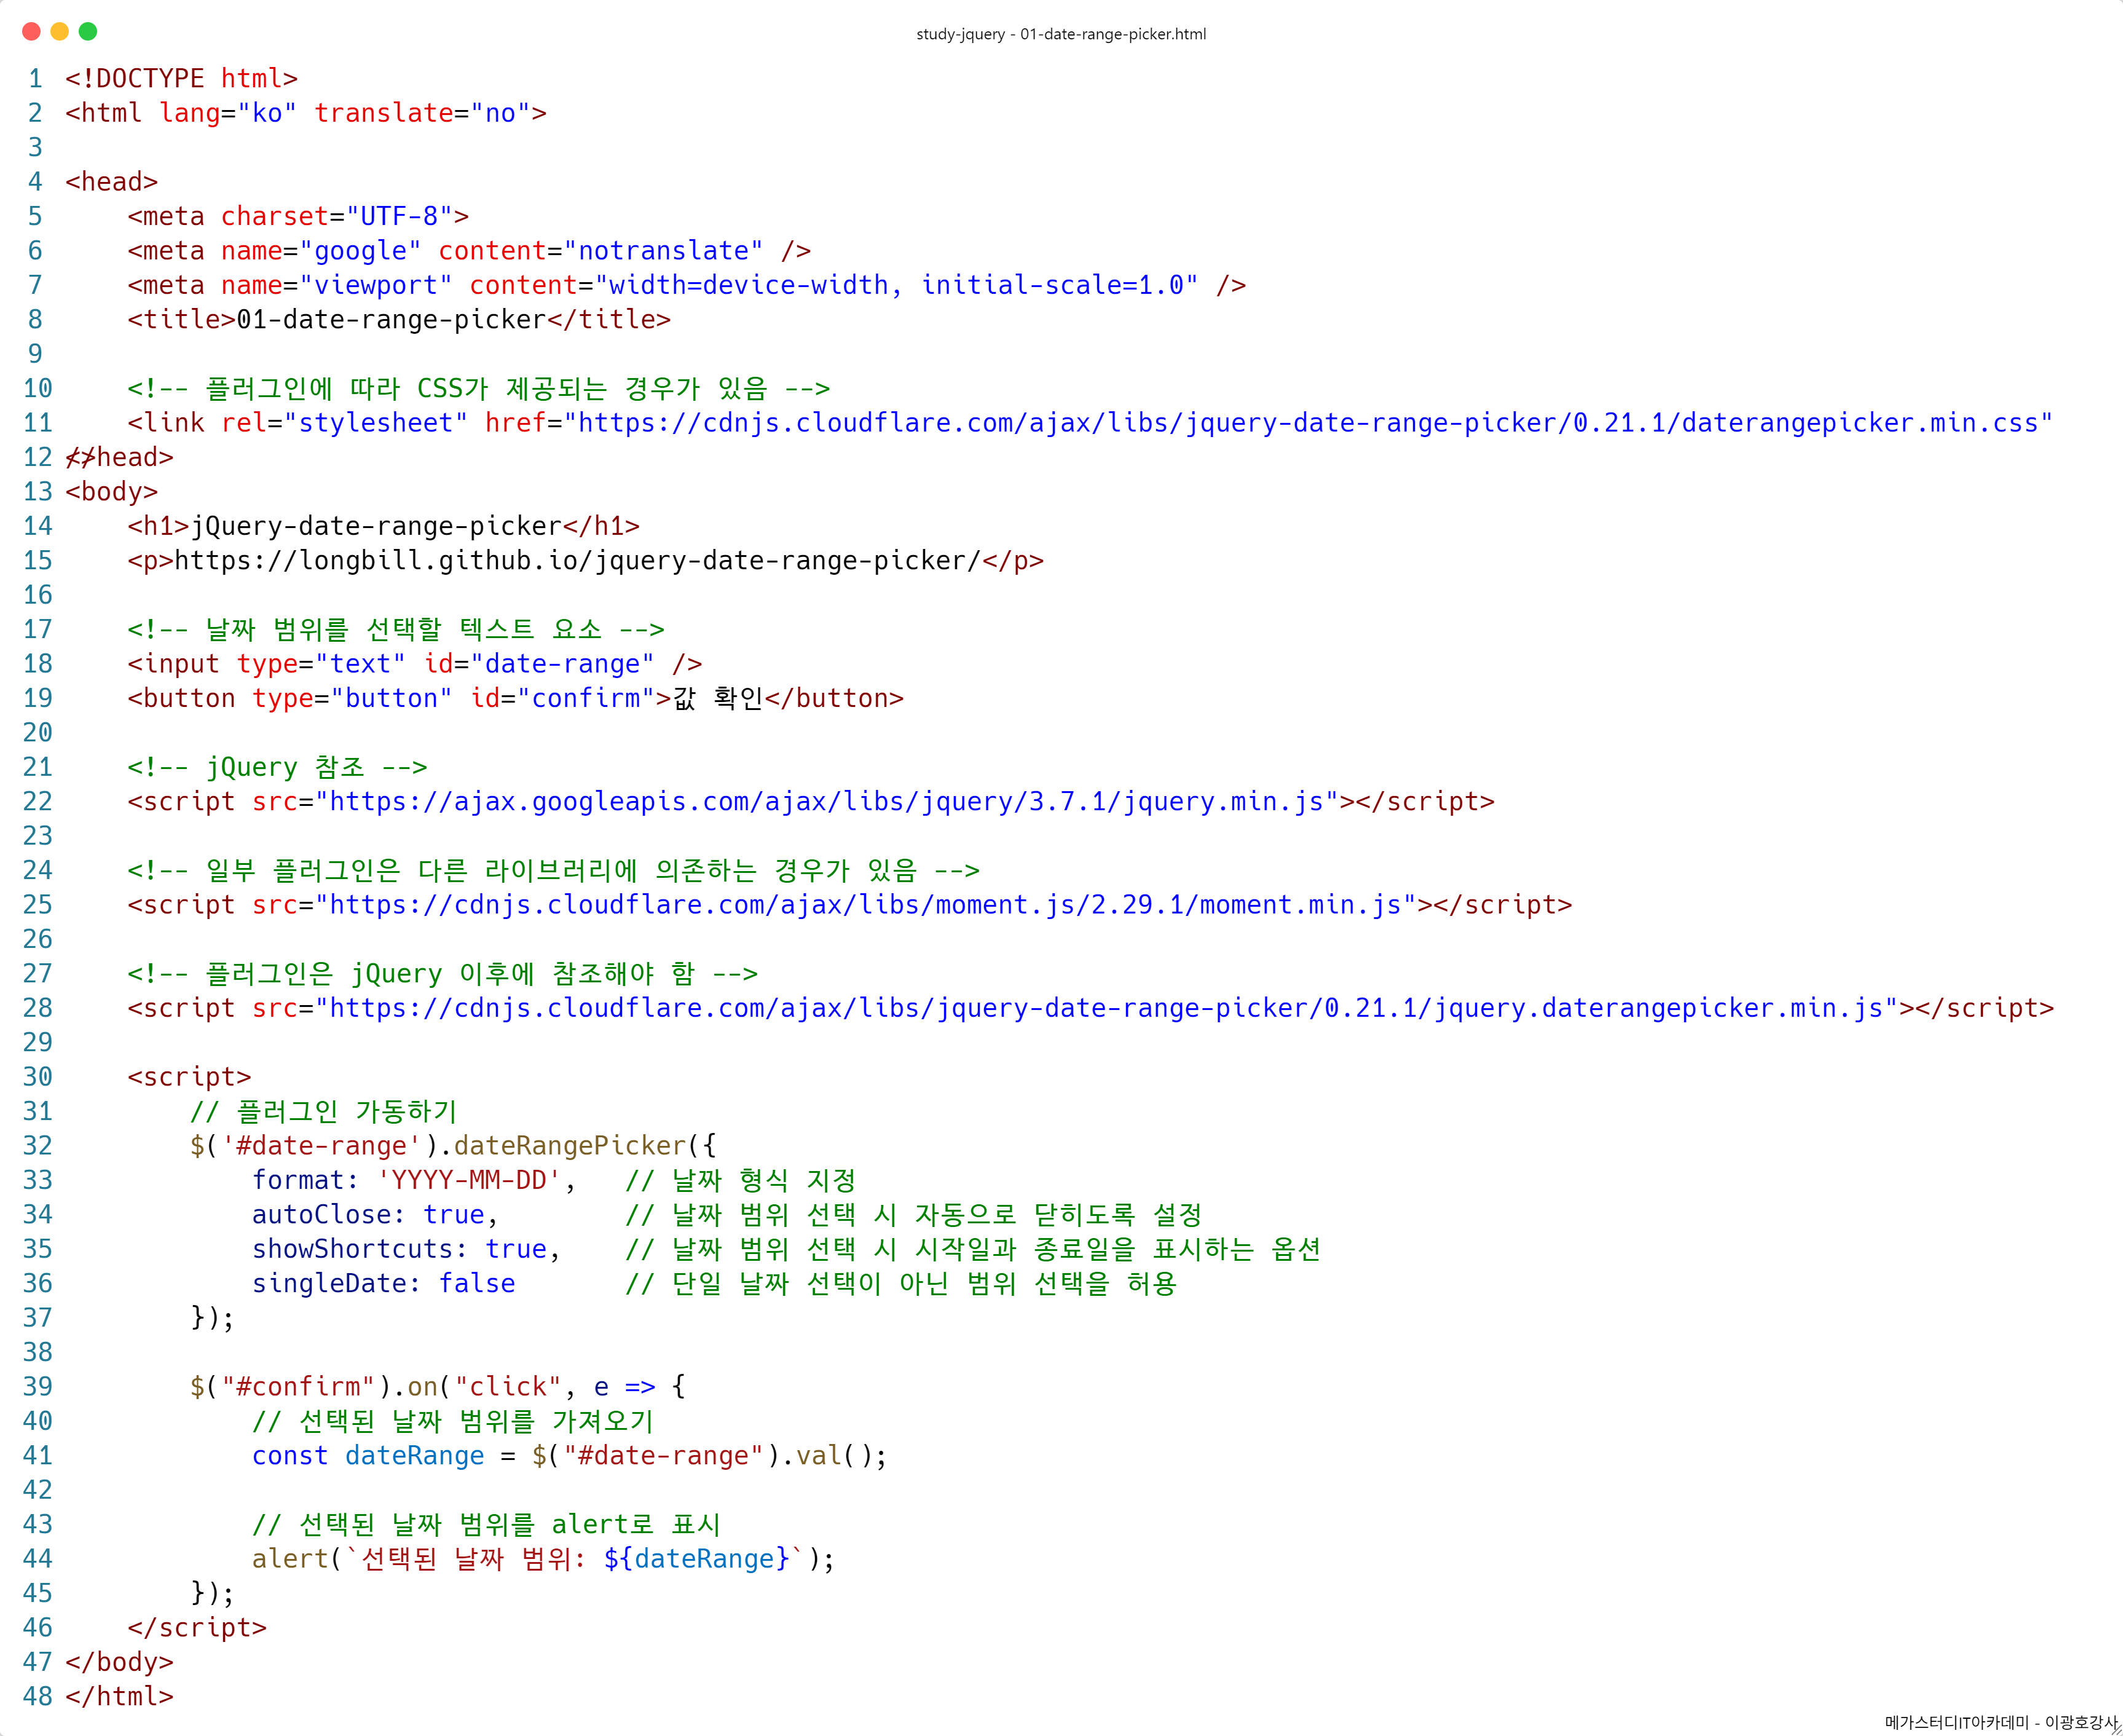 study-jquery - 01-date-range-picker.html
1 <!DOCTYPE html>
2 <html lang="ko" translate="no">
3
4 <head>
5     <meta charset="UTF-8">
6     <meta name="google" content="notranslate" />
7     <meta name="viewport" content="width=device-width, initial-scale=1.0" />
8     <title>01-date-range-picker</title>
9
10     <!-- 플러그인에 따라 CSS가 제공되는 경우가 있음 -->
11     <link rel="stylesheet" href="https://cdnjs.cloudflare.com/ajax/libs/jquery-date-range-picker/0.21.1/daterangepicker.min.css"
/>
12 </head>
13 <body>
14     <h1>jQuery-date-range-picker</h1>
15     <p>https://longbill.github.io/jquery-date-range-picker/</p>
16
17     <!-- 날짜 범위를 선택할 텍스트 요소 -->
18     <input type="text" id="date-range" />
19     <button type="button" id="confirm">값 확인</button>
20
21     <!-- jQuery 참조 -->
22     <script src="https://ajax.googleapis.com/ajax/libs/jquery/3.7.1/jquery.min.js"></script>
23
24     <!-- 일부 플러그인은 다른 라이브러리에 의존하는 경우가 있음 -->
25     <script src="https://cdnjs.cloudflare.com/ajax/libs/moment.js/2.29.1/moment.min.js"></script>
26
27     <!-- 플러그인은 jQuery 이후에 참조해야 함 -->
28     <script src="https://cdnjs.cloudflare.com/ajax/libs/jquery-date-range-picker/0.21.1/jquery.daterangepicker.min.js"></script>
29
30     <script>
31         // 플러그인 가동하기
32         $('#date-range').dateRangePicker({
33             format: 'YYYY-MM-DD',   // 날짜 형식 지정
34             autoClose: true,        // 날짜 범위 선택 시 자동으로 닫히도록 설정
35             showShortcuts: true,    // 날짜 범위 선택 시 시작일과 종료일을 표시하는 옵션
36             singleDate: false       // 단일 날짜 선택이 아닌 범위 선택을 허용
37         });
38
39         $("#confirm").on("click", e => {
40             // 선택된 날짜 범위를 가져오기
41             const dateRange = $("#date-range").val();
42
43             // 선택된 날짜 범위를 alert로 표시
44             alert(`선택된 날짜 범위: ${dateRange}`);
45         });
46     </script>
47 </body>
48 </html>
메가스터디IT아카데미 - 이광호강사